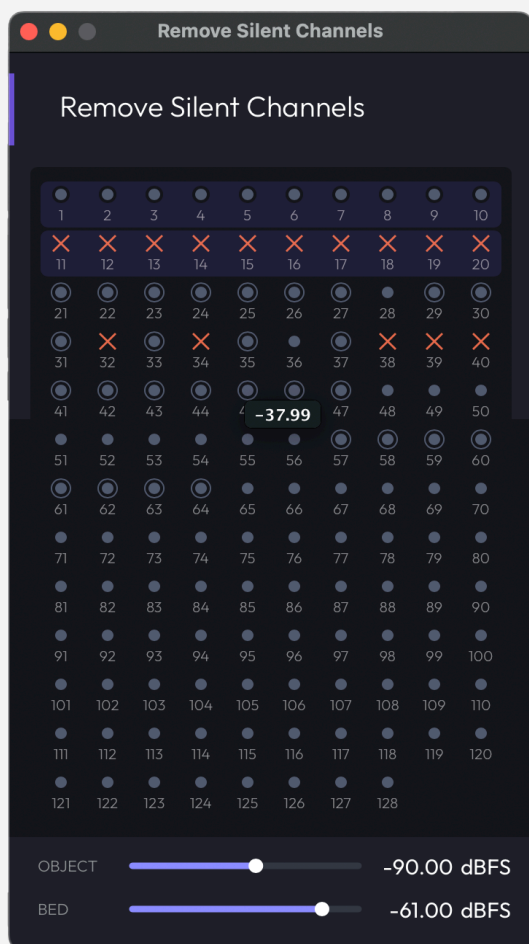 Remove Silent Channels
Remove Silent Channels
1 2 3 4 5 6 7 8 9 10
11 12 13 14 15 16 17 18 19 20
21 22 23 24 25 26 27 28 29 30
31 32 33 34 35 36 37 38 39 40
41 42 43 44 47 48 49 50
-37.99
51 52 53 54 55 56 57 58 59 60
61 62 63 64 65 66 67 68 69 70
71 72 73 74 75 76 77 78 79 80
81 82 83 84 85 86 87 88 89 90
91 92 93 94 95 96 97 98 99 100
101 102 103 104 105 106 107 108 109 110
111 112 113 114 115 116 117 118 119 120
121 122 123 124 125 126 127 128
OBJECT -90.00 dBFS
BED -61.00 dBFS